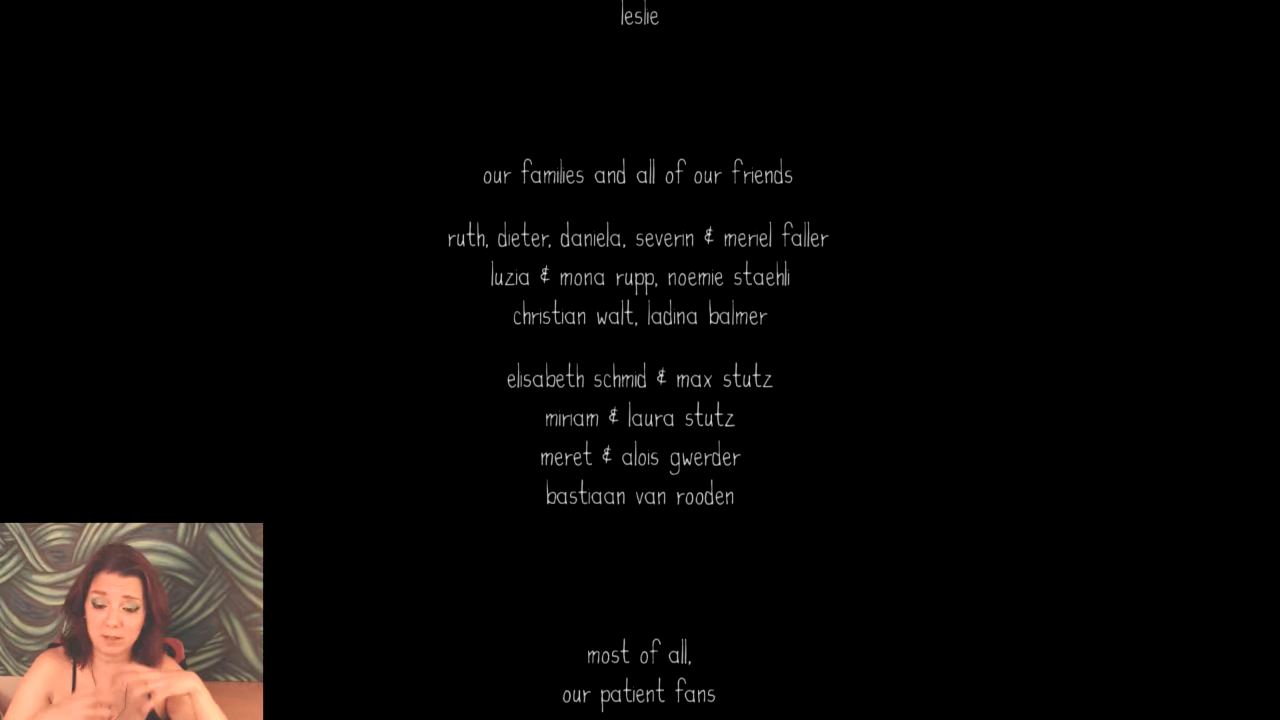 leslie
our families and all of our friends
ruth, dieter, daniela, severin & meriel faller
luzia & mona rupp, noemie staehli
christian walt, ladina balmer
elisabeth schmid & max stutz
miriam & laura stutz
meret & alois gwerder
bastiaan van rooden
most of all,
our patient fans